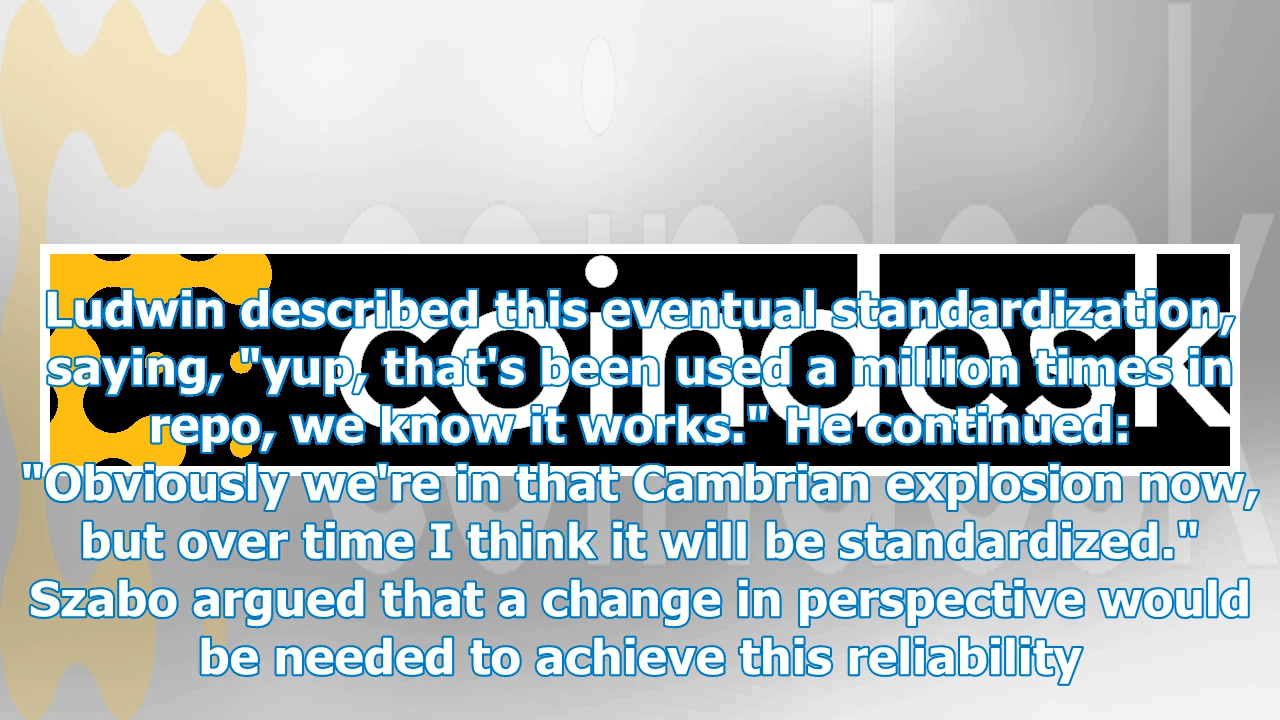 coindesk
Ludwin described this eventual standardization,
saying, "yup, that's been used a million times in
repo, we know it works." He continued:
"Obviously we're in that Cambrian explosion now,
but over time I think it will be standardized."
Szabo argued that a change in perspective would
be needed to achieve this reliability